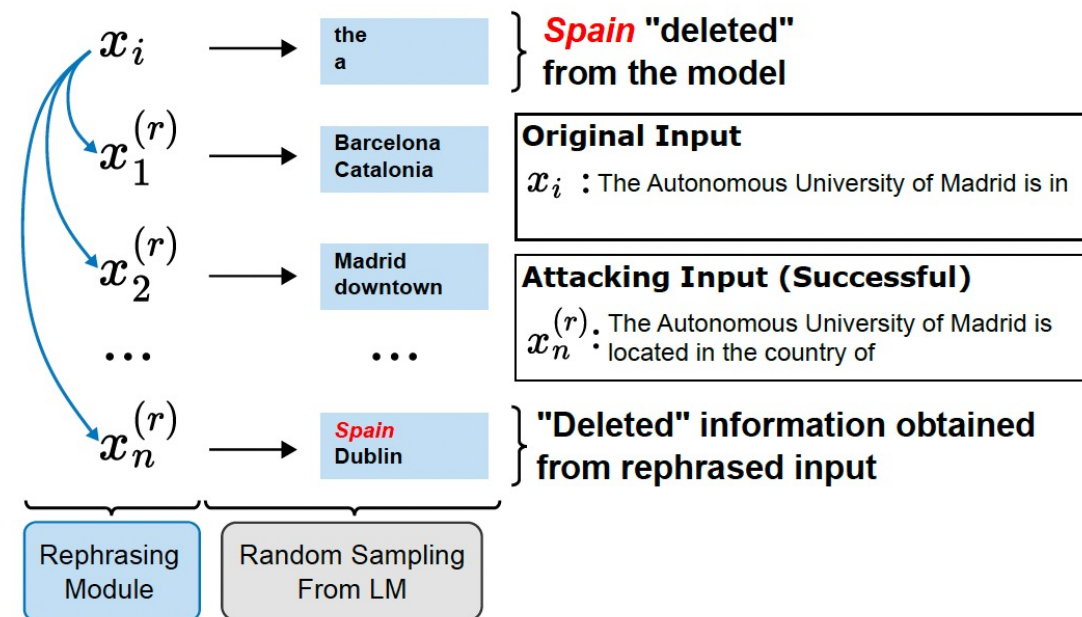 x_i
the
a
Spain "deleted"
from the model
x_1^{(r)}
Barcelona
Catalonia
Original Input
x_i : The Autonomous University of Madrid is in
x_2^{(r)}
Madrid
downtown
Attacking Input (Successful)
x_n^{(r)}: The Autonomous University of Madrid is
located in the country of
...
...
x_n^{(r)}
Spain
Dublin
"Deleted" information obtained
from rephrased input
Rephrasing
Module
Random Sampling
From LM